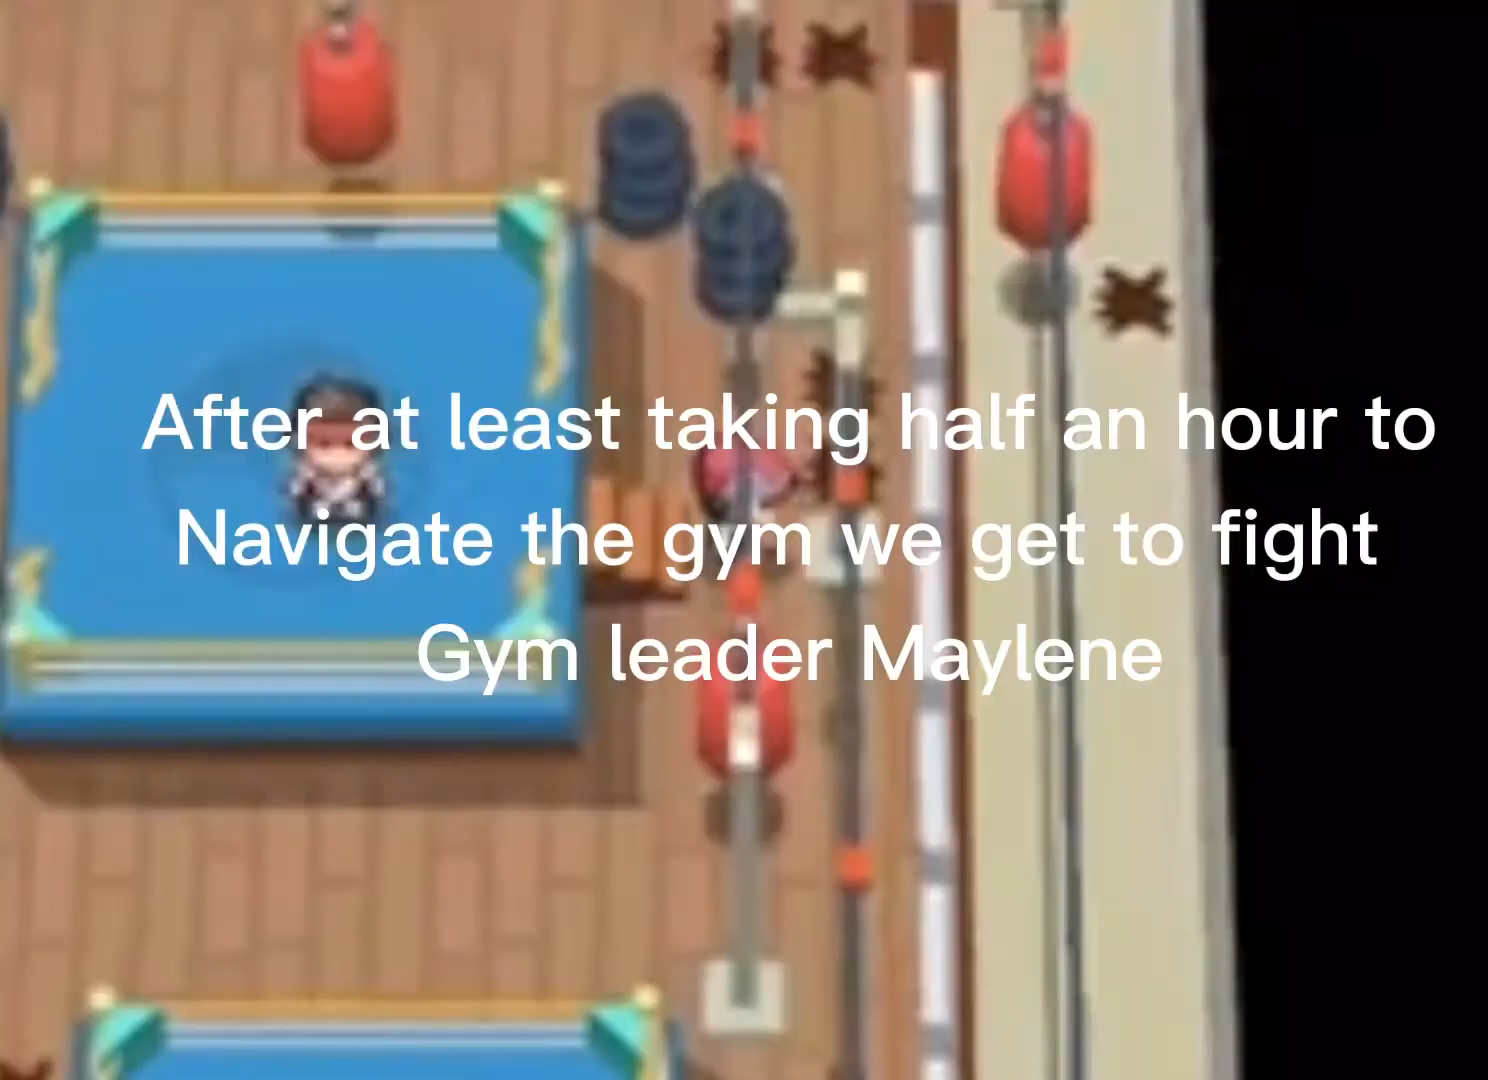 After at least taking half an hour to
Navigate the gym we get to fight
Gym leader Maylene